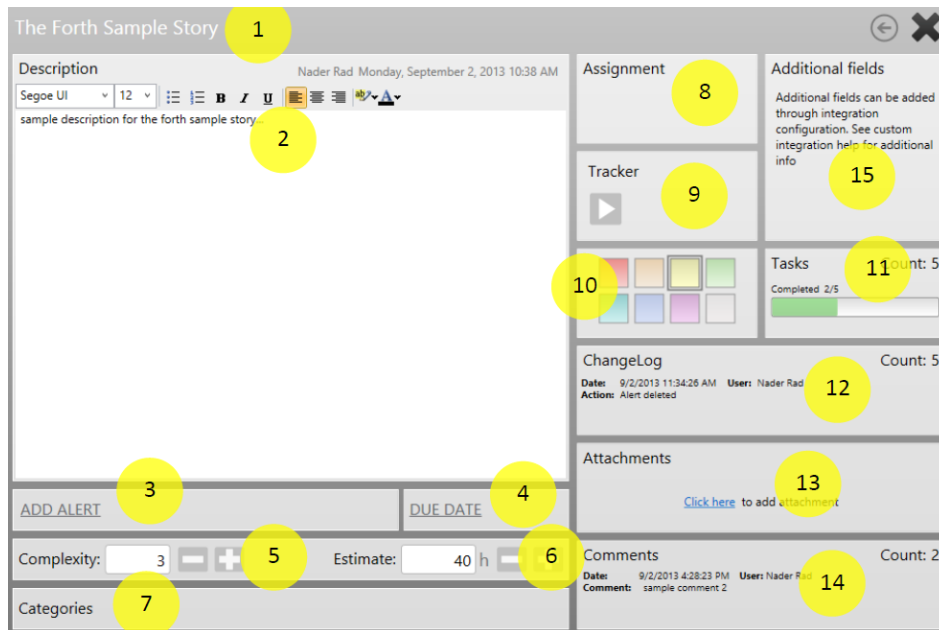 The Forth Sample Story
1
Description
Nader Rad Monday, September 2, 2013 10:38 AM
Segoe UI 12 B I U ab A
sample description for the forth sample story...
2
ADD ALERT
3
DUE DATE
4
Complexity: 3
5
Estimate: 40 h
6
Categories
7
Assignment
8
Tracker
9
10
Additional fields
Additional fields can be added
through integration
configuration. See custom
integration help for additional
info
15
Tasks
11
Count: 5
Completed 2/5
ChangeLog
Count: 5
Date: 9/2/2013 11:34:26 AM User: Nader Rad
Action: Alert deleted
12
Attachments
13
Click here to add attachment
Comments
Count: 2
Date: 9/2/2013 4:28:23 PM User: Nader Rad
Comment: sample comment 2
14